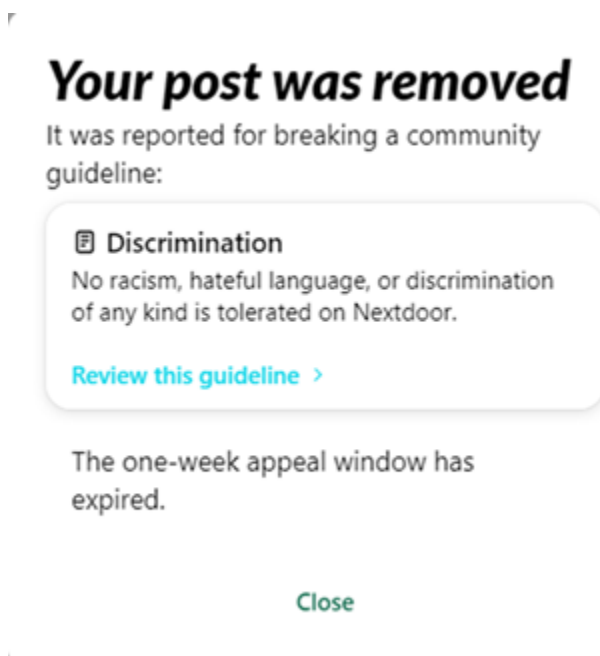 Your post was removed
It was reported for breaking a community
guideline:
Discrimination
No racism, hateful language, or discrimination
of any kind is tolerated on Nextdoor.
Review this guideline >
The one-week appeal window has
expired.
Close